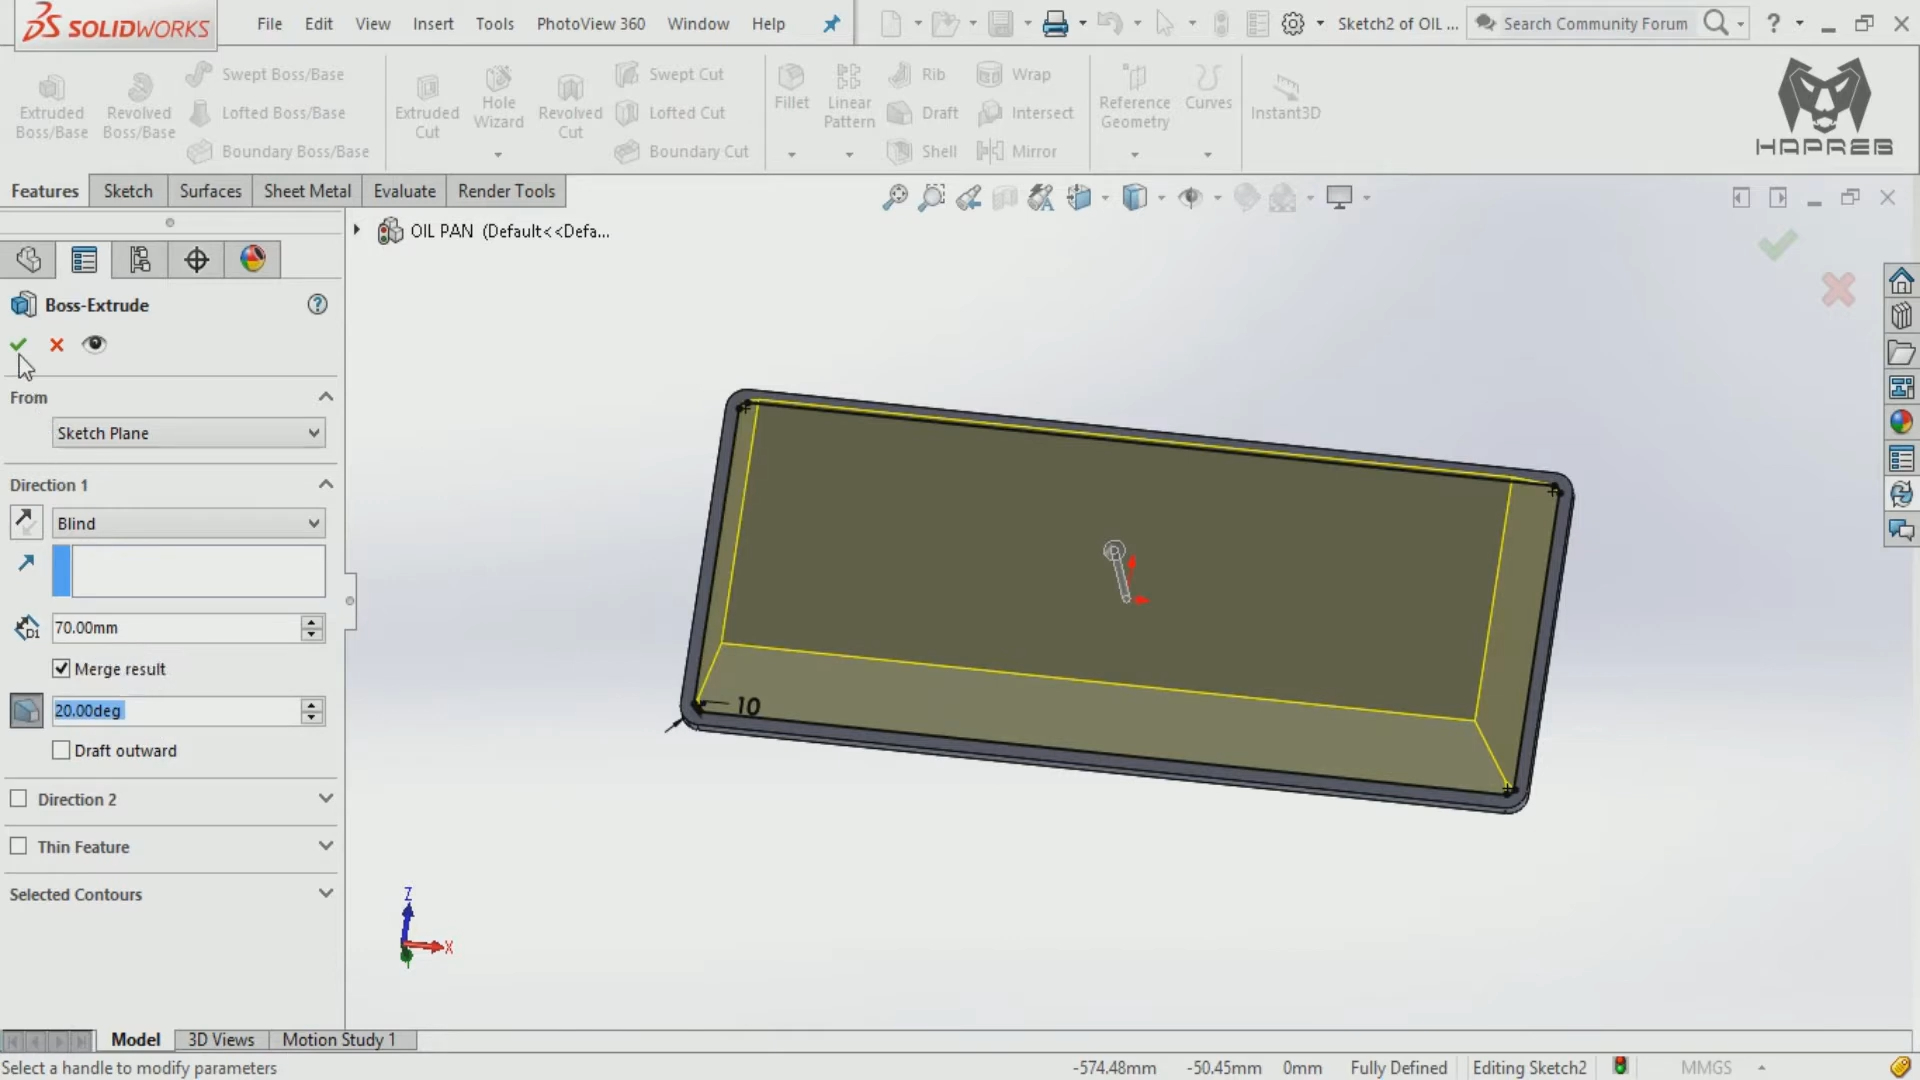 SOLIDWORKS
File Edit View Insert Tools PhotoView 360 Window Help
Sketch2 of OIL ...
Search Community Forum
Extruded Boss/Base
Revolved Boss/Base
Swept Boss/Base
Lofted Boss/Base
Boundary Boss/Base
Extruded Cut
Hole Wizard
Revolved Cut
Swept Cut
Lofted Cut
Boundary Cut
Fillet
Linear Pattern
Rib
Draft
Shell
Wrap
Intersect
Mirror
Reference Geometry
Curves
Instant3D
HAPREB
Features Sketch Surfaces Sheet Metal Evaluate Render Tools
OIL PAN (Default<<Defa...
Boss-Extrude
From
Sketch Plane
Direction 1
Blind
D1
70.00mm
Merge result
20.00deg
Draft outward
Direction 2
Thin Feature
Selected Contours
10
Z
X
Y
Model 3D Views Motion Study 1
Select a handle to modify parameters
-574.48mm -50.45mm 0mm Fully Defined Editing Sketch2 MMGS